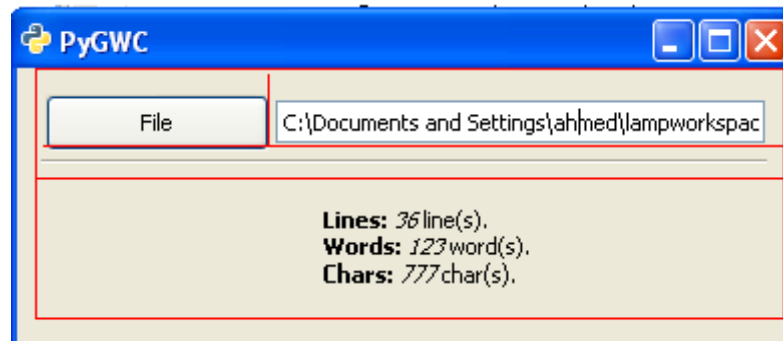 PyGWC
File C:\Documents and Settings\ahmed\lampworkspac
Lines: 36 line(s).
Words: 123 word(s).
Chars: 777 char(s).